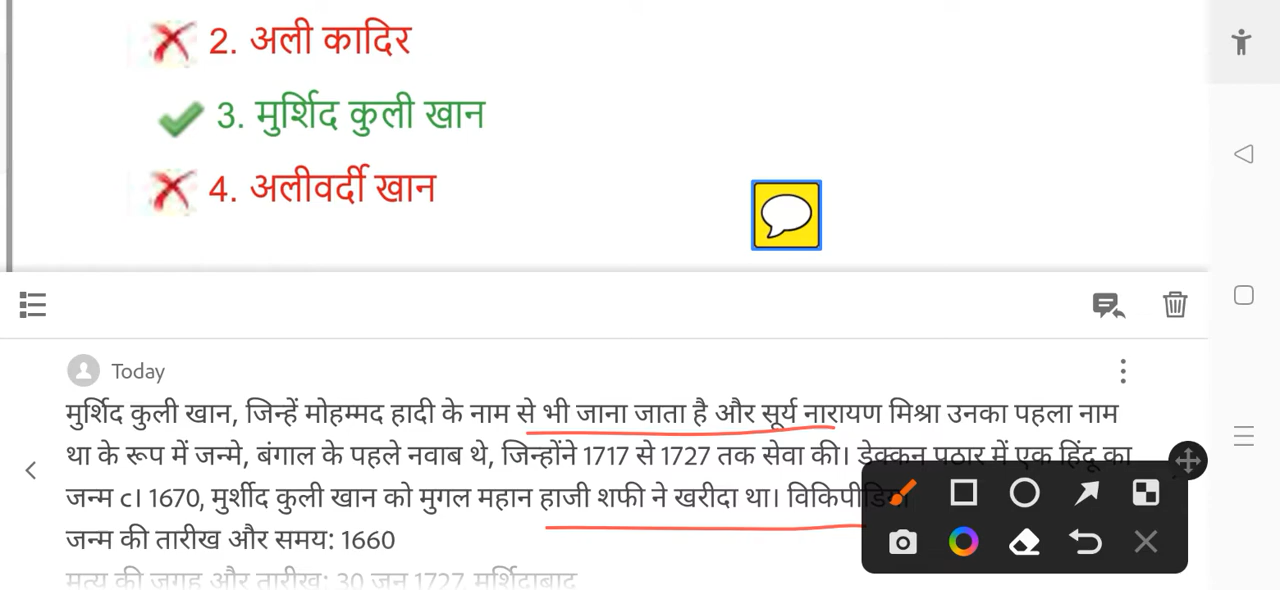 2. अली कादिर
3. मुर्शिद कुली खान
4. अलीवर्दी खान
Today
मुर्शिद कुली खान, जिन्हें मोहम्मद हादी के नाम से भी जाना जाता है और सूर्य नारायण मिश्रा उनका पहला नाम
था के रूप में जन्मे, बंगाल के पहले नवाब थे, जिन्होंने 1717 से 1727 तक सेवा की। डेक्कन पठार में एक हिंदू का
जन्म c। 1670, मुर्शीद कुली खान को मुगल महान हाजी शफी ने खरीदा था। विकिपीडिया
जन्म की तारीख और समय: 1660
मृत्यु की जगह और तारीख: 30 जून 1727, मुर्शिदाबाद